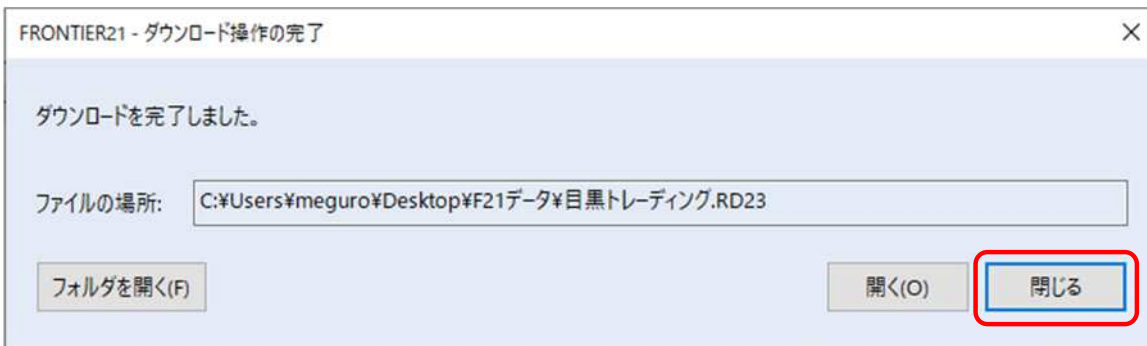 FRONTIER21 - ダウンロード操作の完了
ダウンロードを完了しました。
ファイルの場所: C:¥Users¥meguro¥Desktop¥F21データ¥目黒トレーディング.RD23
フォルダを開く(F) 開く(O) 閉じる